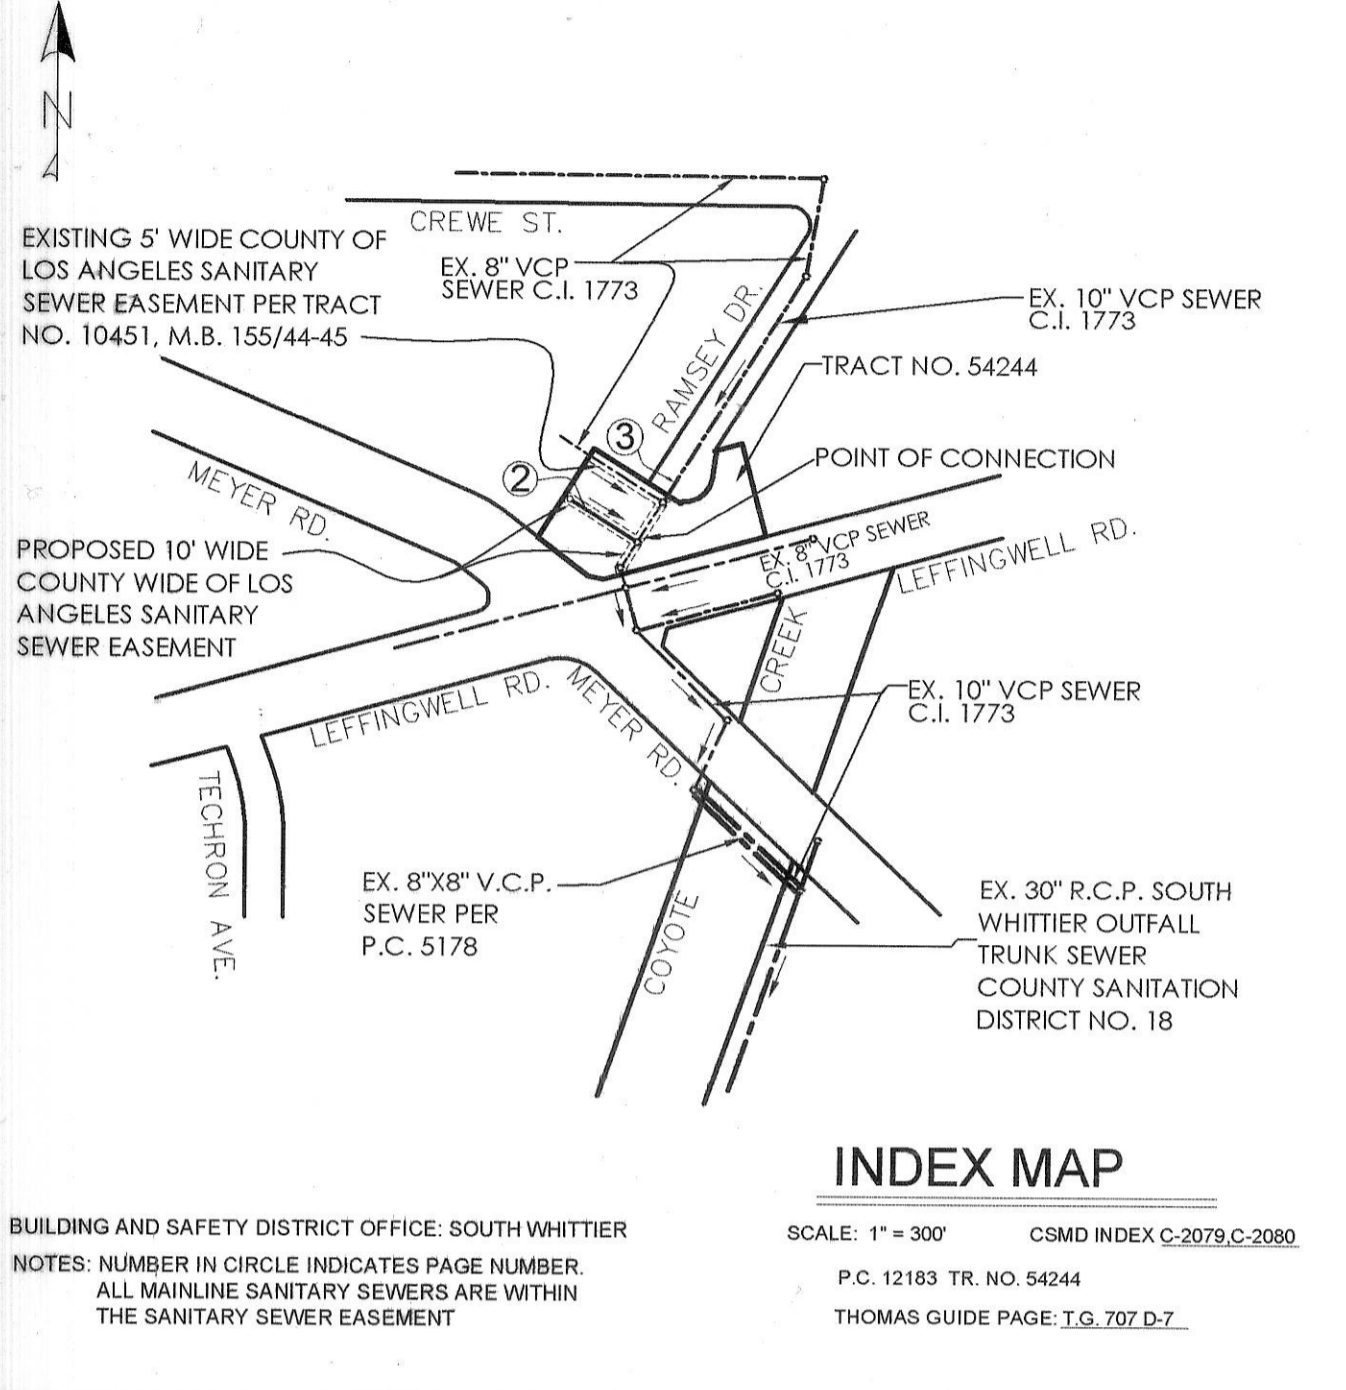 N
CREWE ST.
EXISTING 5' WIDE COUNTY OF
LOS ANGELES SANITARY
SEWER EASEMENT PER TRACT
NO. 10451, M.B. 155/44-45
EX. 8" VCP
SEWER C.I. 1773
RAMSEY DR.
EX. 10" VCP SEWER
C.I. 1773
TRACT NO. 54244
3
2
POINT OF CONNECTION
MEYER RD.
EX. 8" VCP SEWER
C.I. 1773
LEFFINGWELL RD.
PROPOSED 10' WIDE
COUNTY WIDE OF LOS
ANGELES SANITARY
SEWER EASEMENT
CREEK
LEFFINGWELL RD.
MEYER RD.
EX. 10" VCP SEWER
C.I. 1773
TECHRON AVE.
EX. 8"X8" V.C.P.
SEWER PER
P.C. 5178
COYOTE
EX. 30" R.C.P. SOUTH
WHITTIER OUTFALL
TRUNK SEWER
COUNTY SANITATION
DISTRICT NO. 18
INDEX MAP
BUILDING AND SAFETY DISTRICT OFFICE: SOUTH WHITTIER
NOTES: NUMBER IN CIRCLE INDICATES PAGE NUMBER.
ALL MAINLINE SANITARY SEWERS ARE WITHIN
THE SANITARY SEWER EASEMENT
SCALE: 1" = 300' CSMD INDEX C-2079,C-2080
P.C. 12183 TR. NO. 54244
THOMAS GUIDE PAGE: T.G. 707 D-7